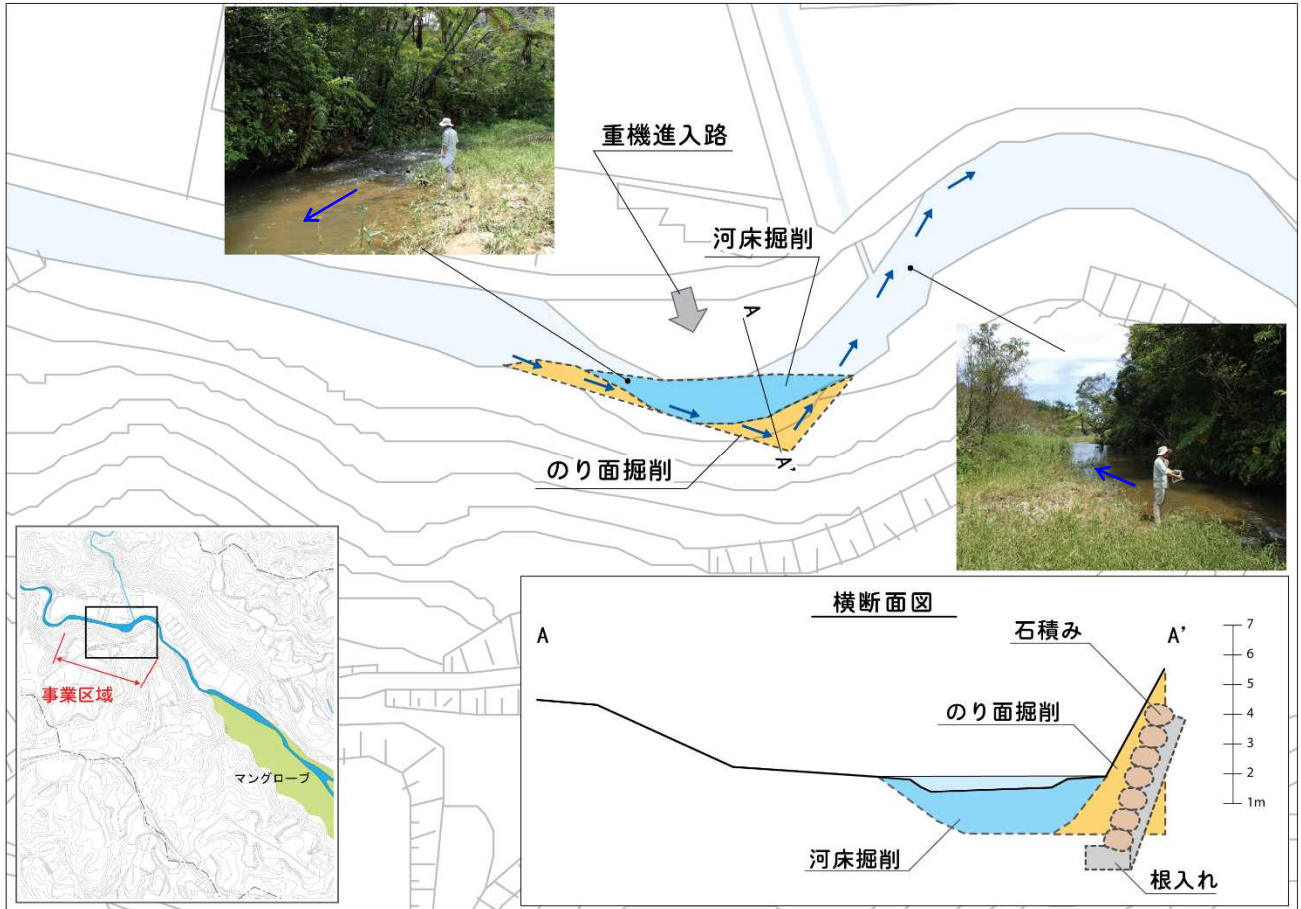 重機進入路
河床掘削
A
A'
のり面掘削
事業区域
マングローブ
横断面図
A
A'
石積み
のり面掘削
河床掘削
根入れ
7
6
5
4
3
2
1m